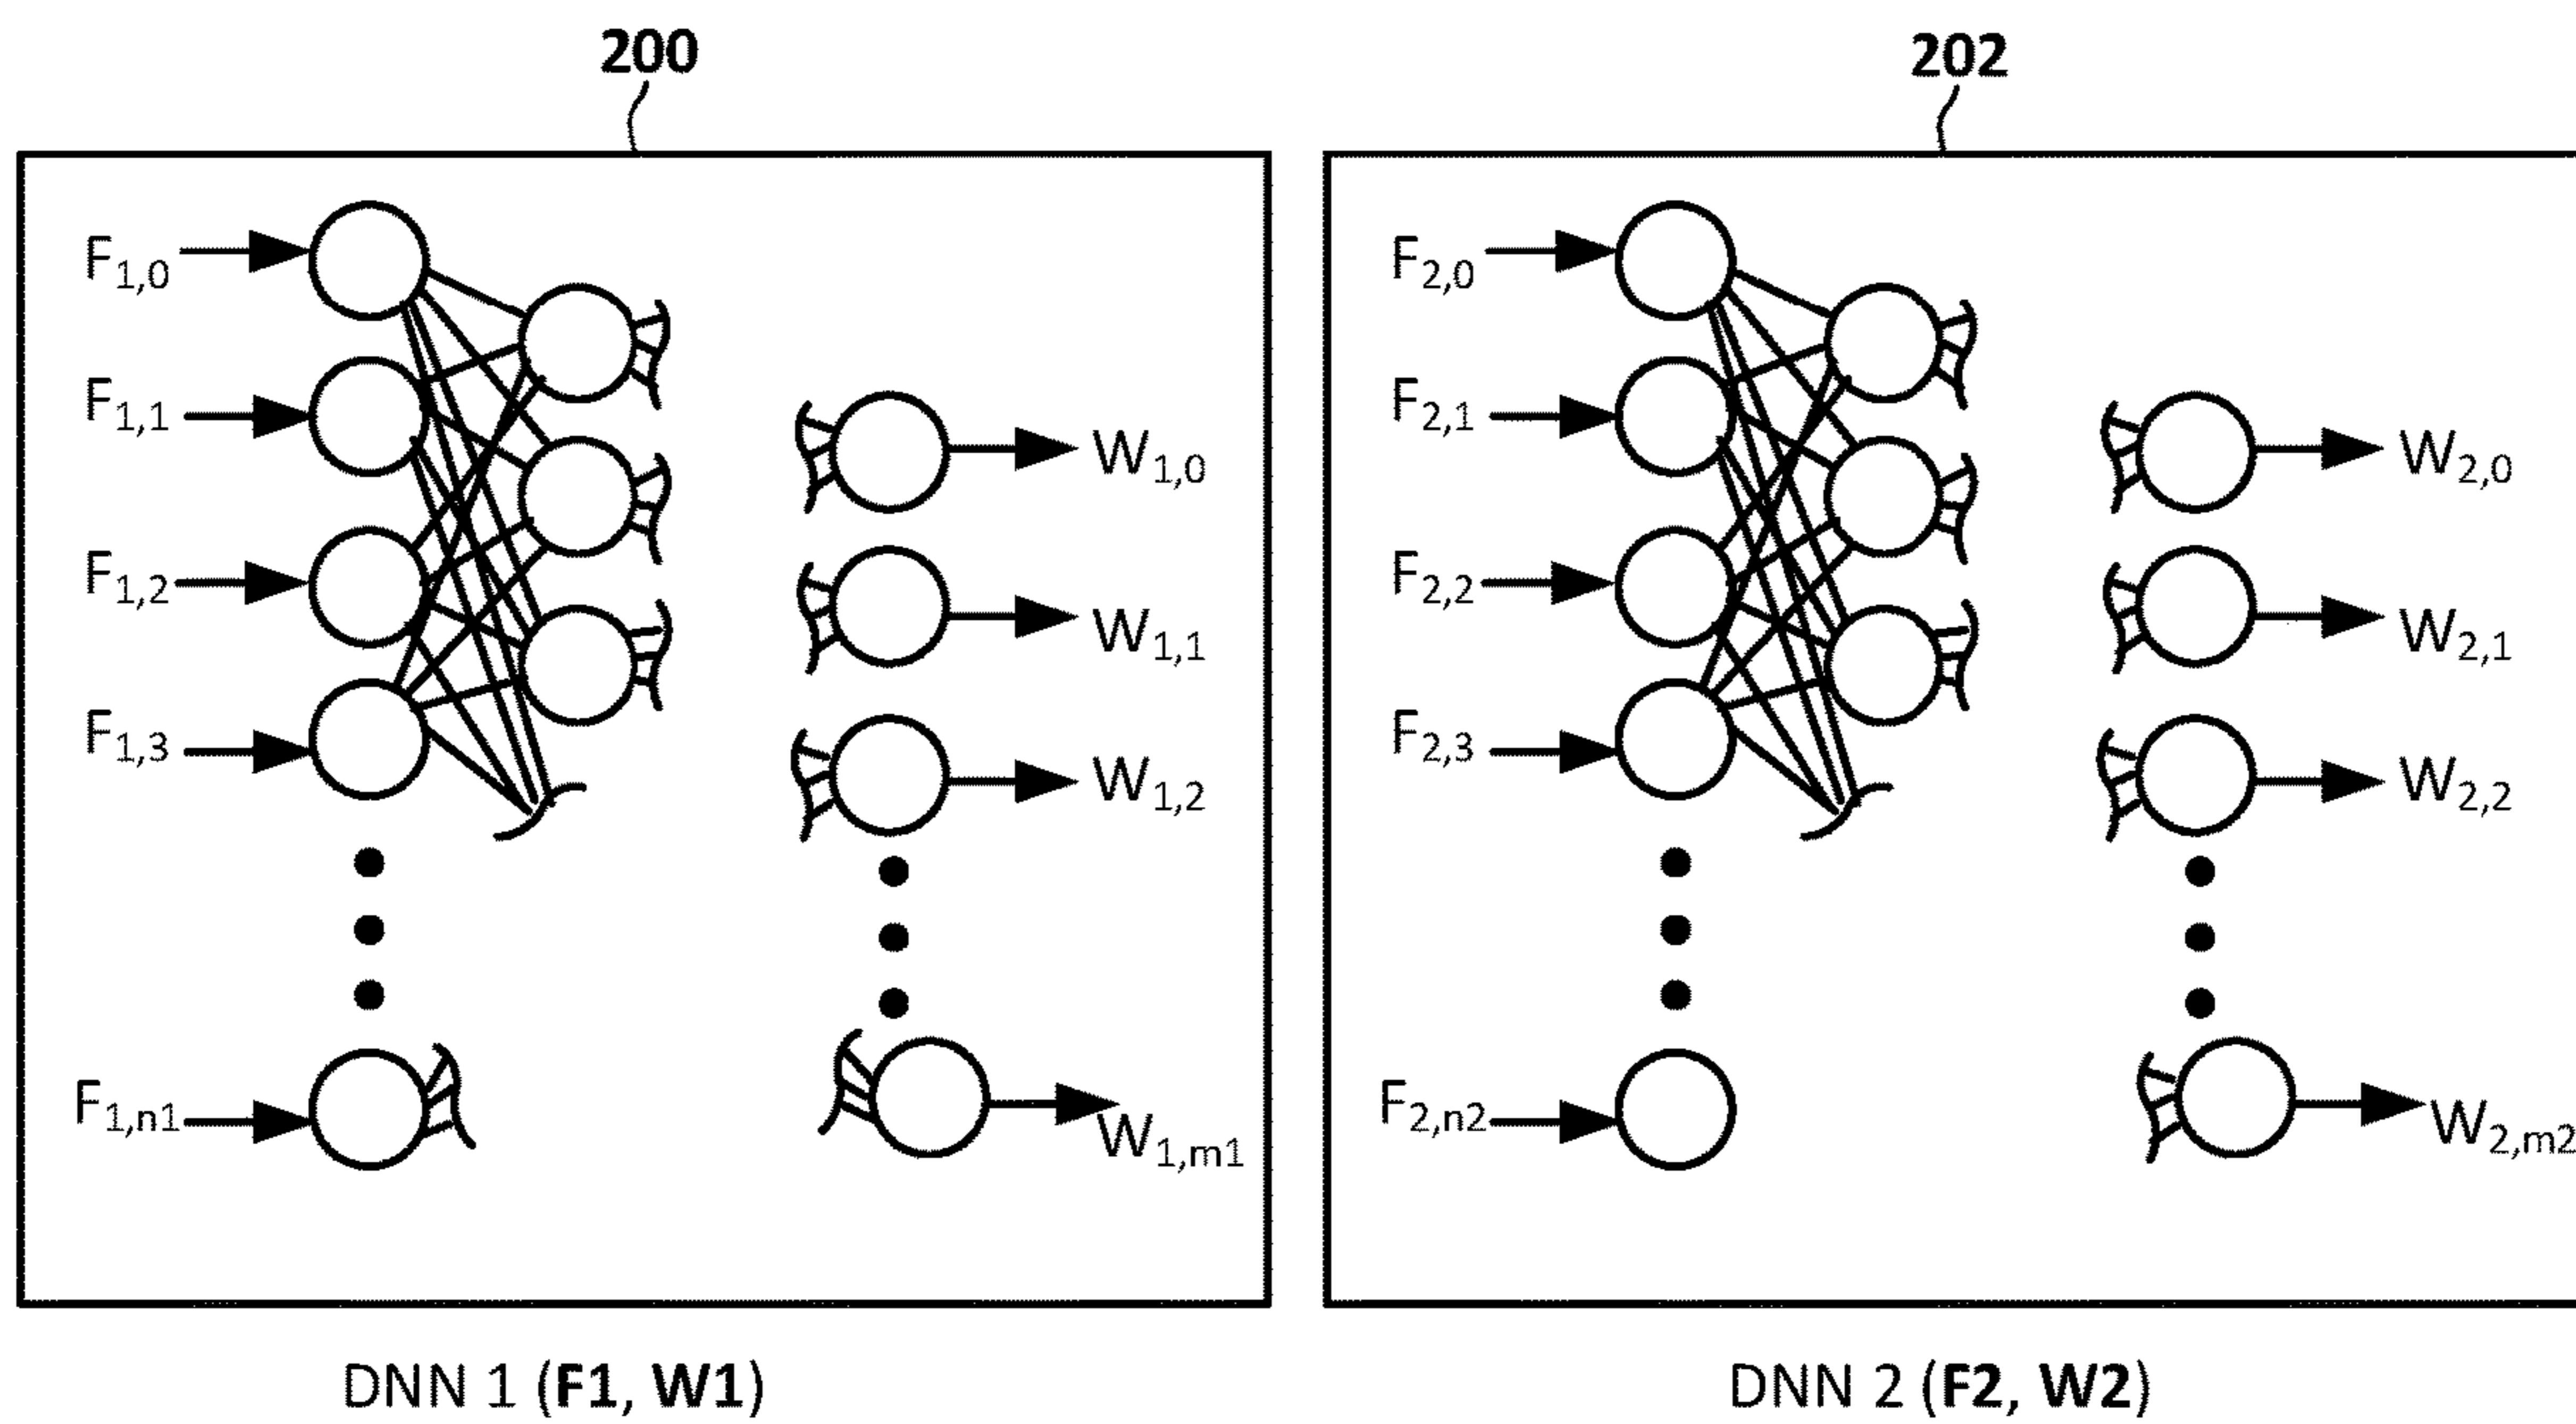 200
F1,0
F1,1
F1,2
F1,3
F1,n1
W1,0
W1,1
W1,2
W1,m1
DNN 1 (F1, W1)
202
F2,0
F2,1
F2,2
F2,3
F2,n2
W2,0
W2,1
W2,2
W2,m2
DNN 2 (F2, W2)